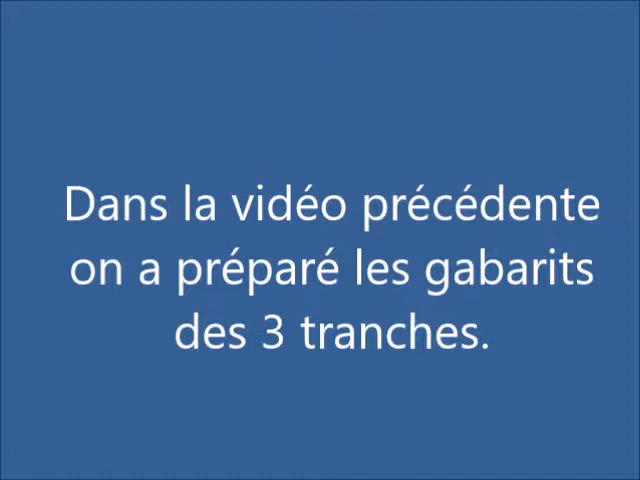 Dans la vidéo précédente
on a préparé les gabarits
des 3 tranches.